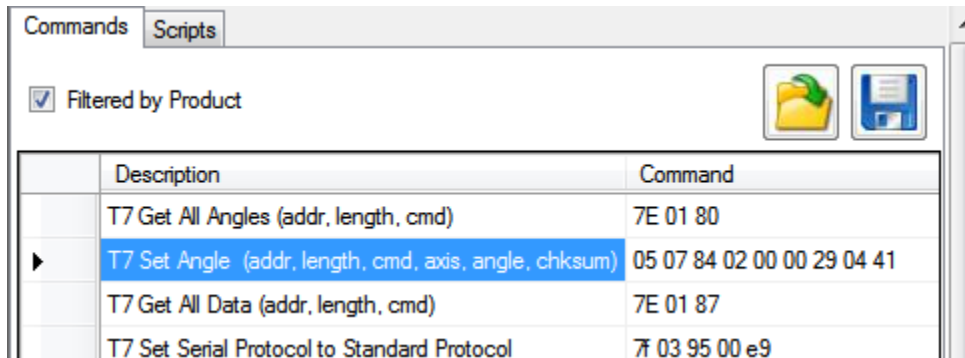 Commands Scripts
Filtered by Product
Description Command
T7 Get All Angles (addr, length, cmd) 7E 01 80
T7 Set Angle (addr, length, cmd, axis, angle, chksum) 05 07 84 02 00 00 29 04 41
T7 Get All Data (addr, length, cmd) 7E 01 87
T7 Set Serial Protocol to Standard Protocol 7f 03 95 00 e9